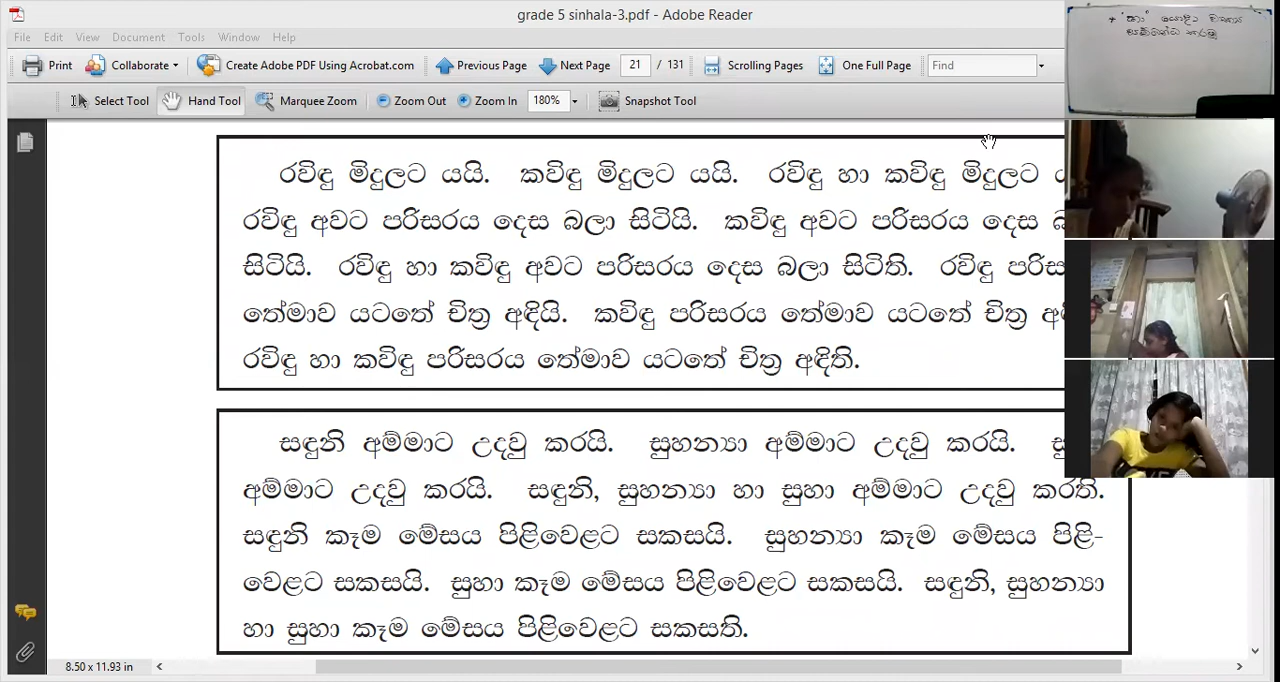 grade 5 sinhala-3.pdf - Adobe Reader
File Edit View Document Tools Window Help
Print Collaborate Create Adobe PDF Using Acrobat.com Previous Page Next Page 21 / 131 Scrolling Pages One Full Page Find
Select Tool Hand Tool Marquee Zoom Zoom Out Zoom In 180% Snapshot Tool
රවිඳු මිදුලට යයි. කවිඳු මිදුලට යයි. රවිඳු හා කවිඳු මිදුලට
රවිඳු අවට පරිසරය දෙස බලා සිටියි. කවිඳු අවට පරිසරය දෙස
සිටියි. රවිඳු හා කවිඳු අවට පරිසරය දෙස බලා සිටිති. රවිඳු
තේමාව යටතේ චිත්‍ර අඳියි. කවිඳු පරිසරය තේමාව යටතේ චිත්‍ර
රවිඳු හා කවිඳු පරිසරය තේමාව යටතේ චිත්‍ර අඳිති.
සඳුනි අම්මාට උදවු කරයි. සුහන්‍යා අම්මාට උදවු කරයි.
අම්මාට උදවු කරයි. සඳුනි, සුහන්‍යා හා සුහා අම්මාට උදවු කරති.
සඳුනි කෑම මේසය පිළිවෙළට සකසයි. සුහන්‍යා කෑම මේසය පිළි-
වෙළට සකසයි. සුහා කෑම මේසය පිළිවෙළට සකසයි. සඳුනි, සුහන්‍යා
හා සුහා කෑම මේසය පිළිවෙළට සකසති.
8.50 x 11.93 in